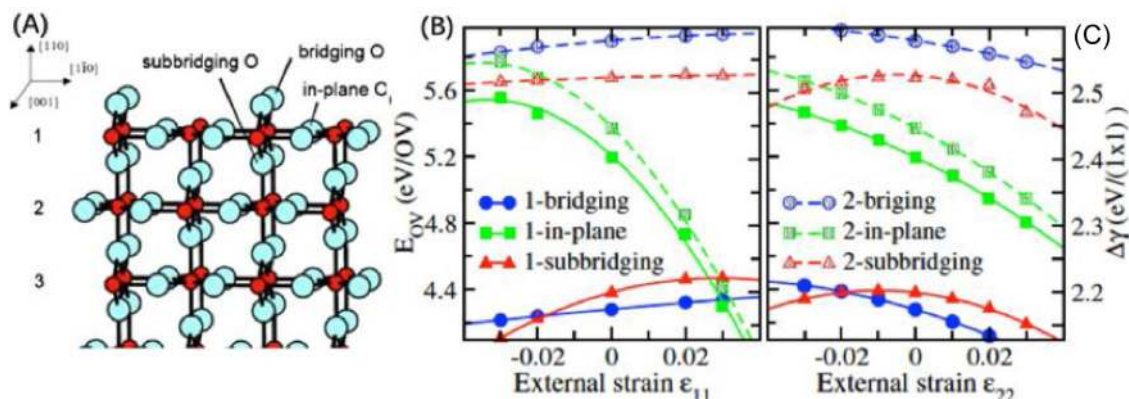 (A)
[110]
[11̄0]
[001]
subbridging O
bridging O
in-plane O
1
2
3
(B)
5.6
5.2
4.8
4.4
E_OV (eV/OV)
1-bridging
1-in-plane
1-subbridging
-0.02
0
0.02
External strain ε₁₁
(C)
2-briging
2-in-plane
2-subbridging
2.5
2.4
2.3
2.2
Δγ (eV/(1x1))
-0.02
0
0.02
External strain ε₂₂